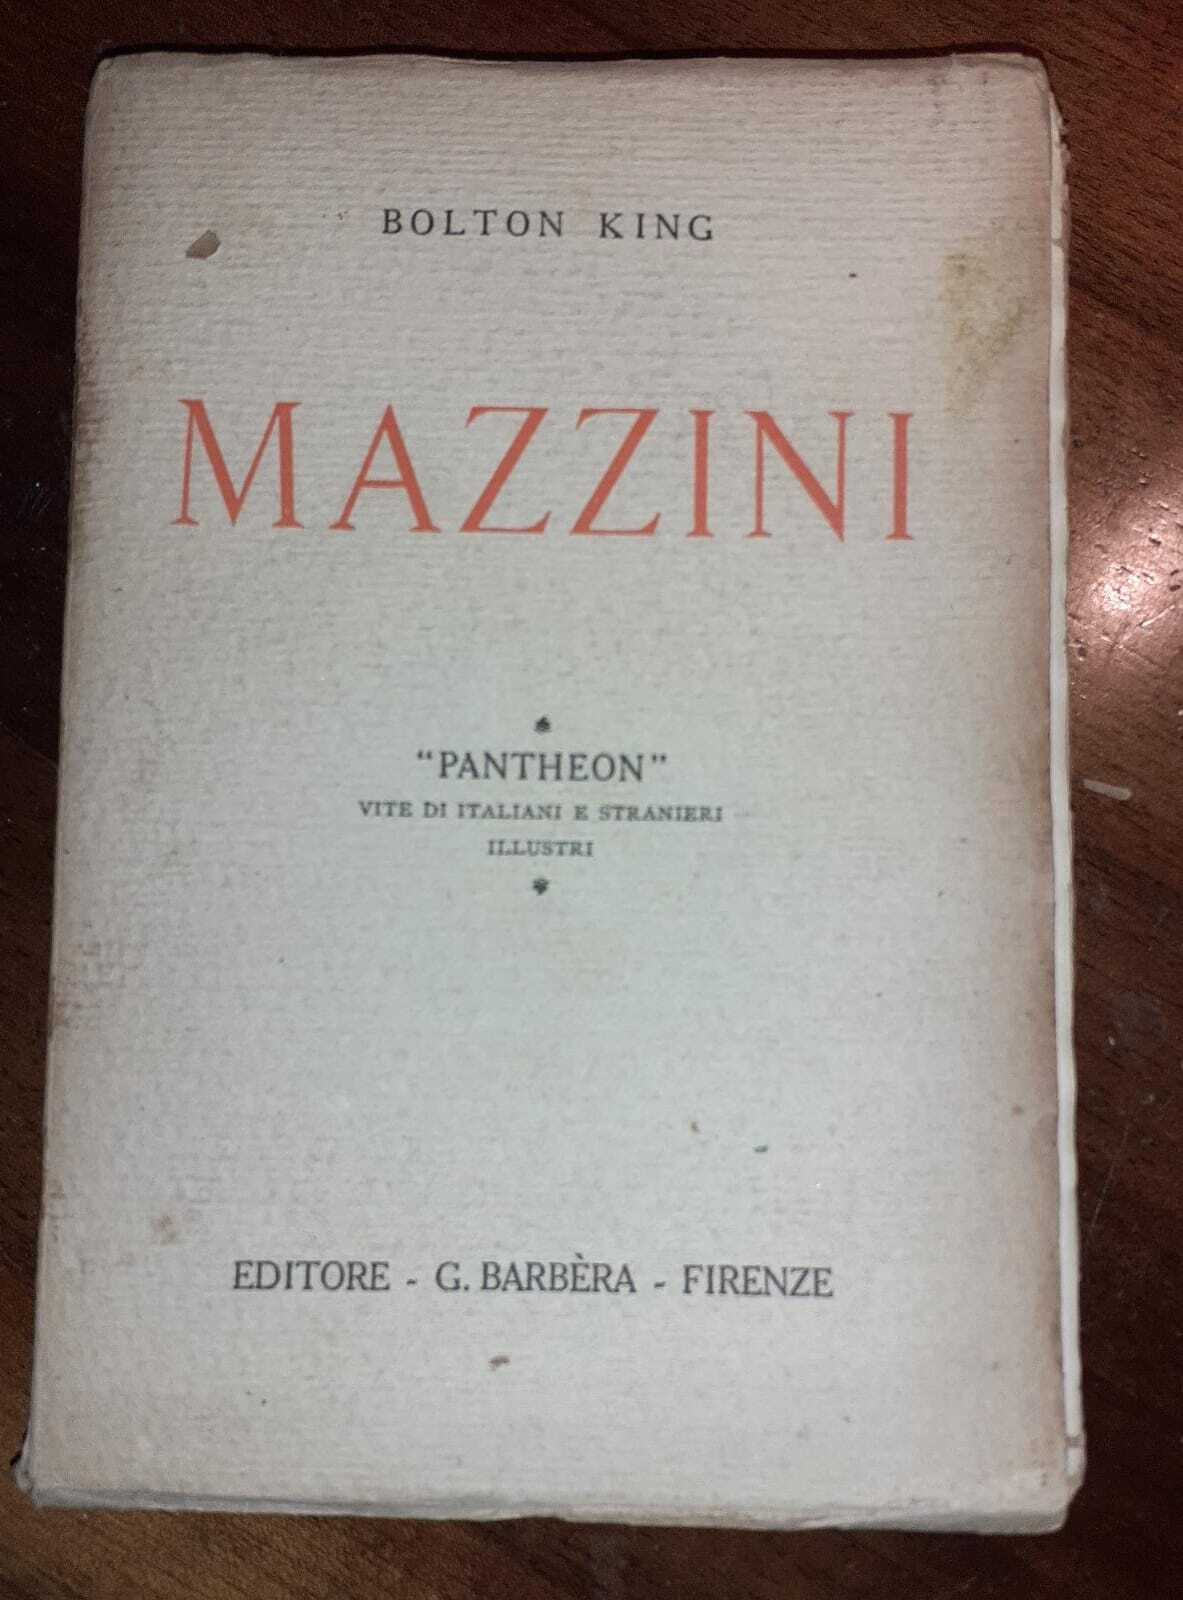 BOLTON KING
MAZZINI
"PANTHEON"
VITE DI ITALIANI E STRANIERI
ILLUSTRI
EDITORE - G. BARBÈRA - FIRENZE